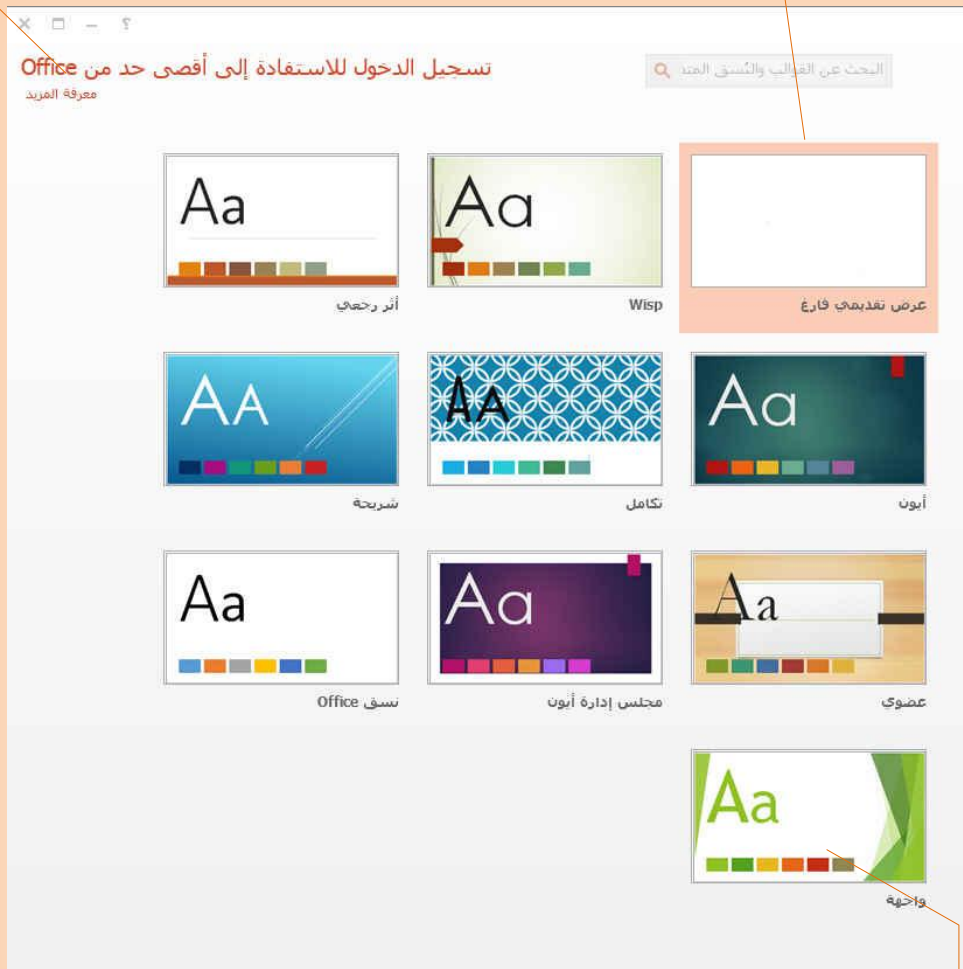 ؟
تسجيل الدخول للاستفادة إلى أقصى حد من Office
معرفة المزيد
البحث عن القوالب والنُسق المتد
عرض تقديمي فارغ
Aa
Wisp
Aa
أثر رجعي
Aa
أيون
AA
تكامل
AA
شريحة
Aa
عضوي
Aa
مجلس إدارة أيون
Aa
نسق Office
Aa
واجهة